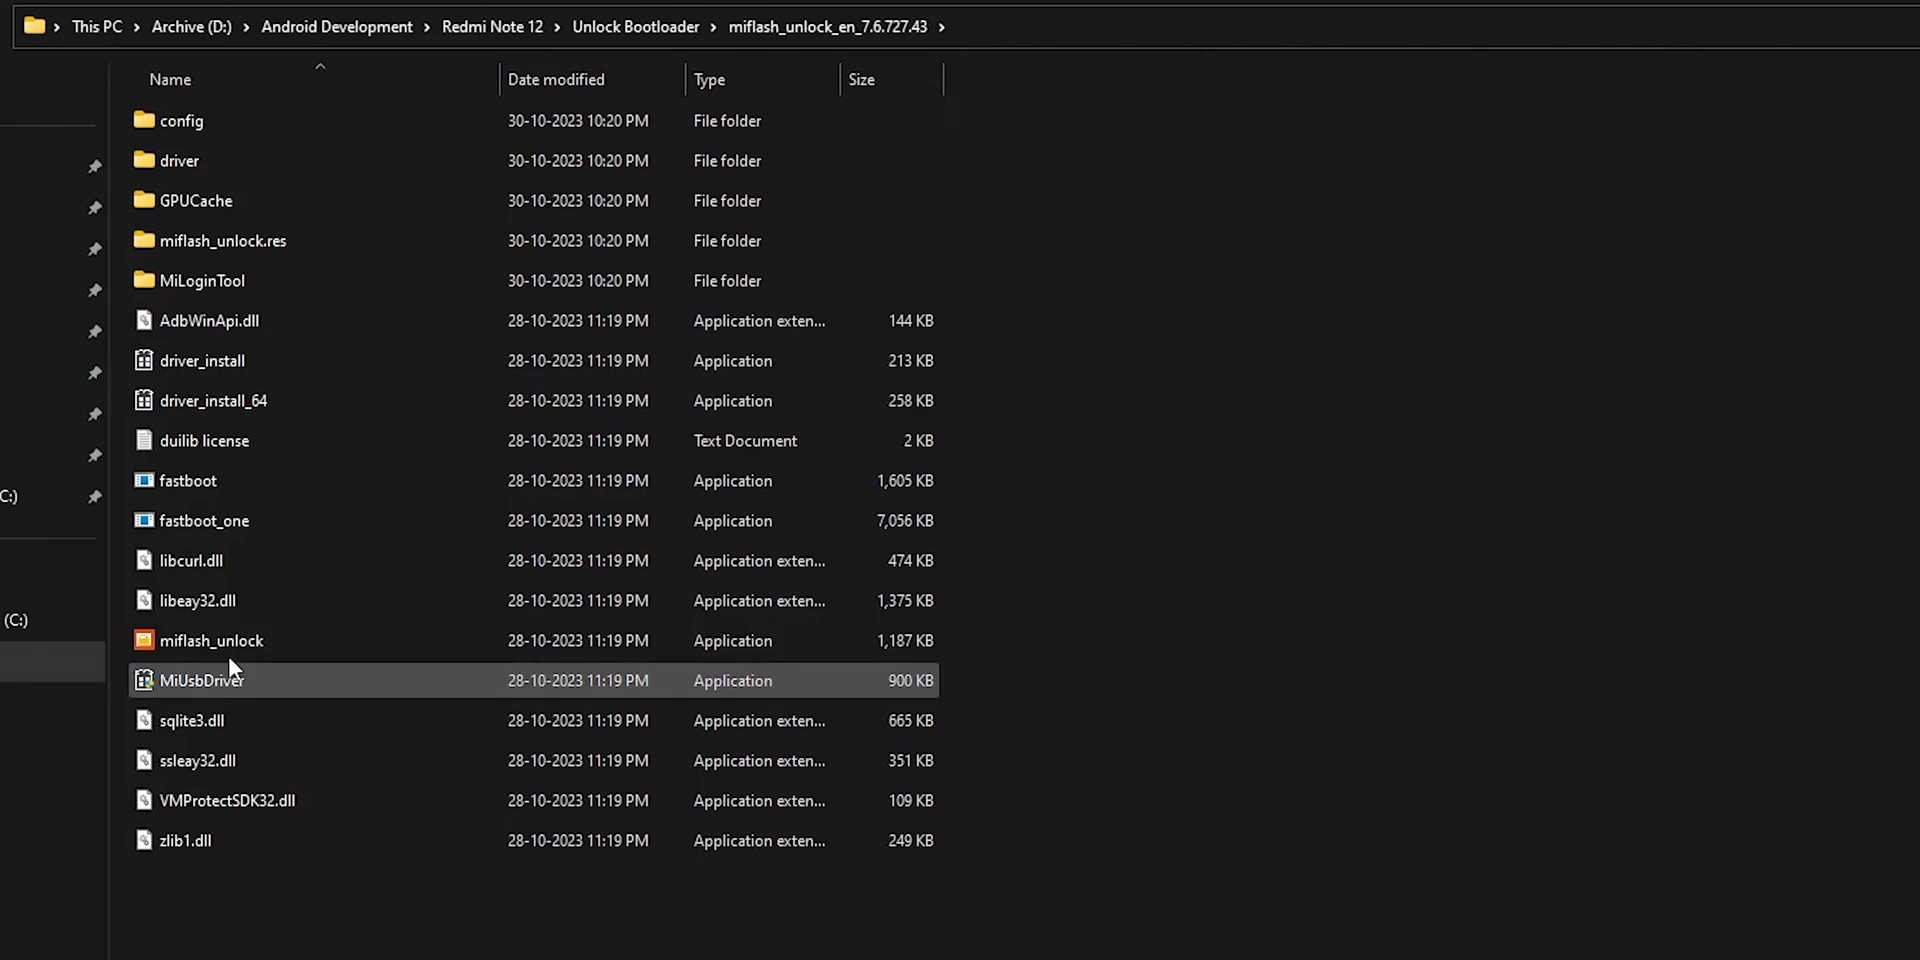 This PC > Archive (D:) > Android Development > Redmi Note 12 > Unlock Bootloader > miflash_unlock_en_7.6.727.43 >
Name Date modified Type Size
config 30-10-2023 10:20 PM File folder
driver 30-10-2023 10:20 PM File folder
GPUCache 30-10-2023 10:20 PM File folder
miflash_unlock.res 30-10-2023 10:20 PM File folder
MiLoginTool 30-10-2023 10:20 PM File folder
AdbWinApi.dll 28-10-2023 11:19 PM Application exten... 144 KB
driver_install 28-10-2023 11:19 PM Application 213 KB
driver_install_64 28-10-2023 11:19 PM Application 258 KB
duilib license 28-10-2023 11:19 PM Text Document 2 KB
fastboot 28-10-2023 11:19 PM Application 1,605 KB
C:)
fastboot_one 28-10-2023 11:19 PM Application 7,056 KB
libcurl.dll 28-10-2023 11:19 PM Application exten... 474 KB
libeay32.dll 28-10-2023 11:19 PM Application exten... 1,375 KB
(C:)
miflash_unlock 28-10-2023 11:19 PM Application 1,187 KB
MiUsbDriver 28-10-2023 11:19 PM Application 900 KB
sqlite3.dll 28-10-2023 11:19 PM Application exten... 665 KB
ssleay32.dll 28-10-2023 11:19 PM Application exten... 351 KB
VMProtectSDK32.dll 28-10-2023 11:19 PM Application exten... 109 KB
zlib1.dll 28-10-2023 11:19 PM Application exten... 249 KB